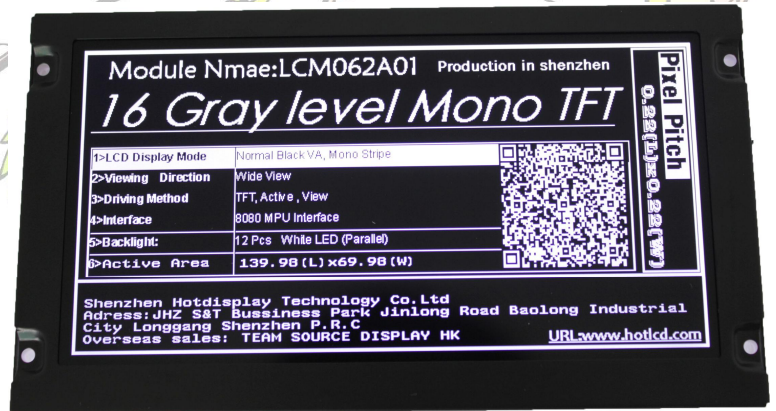 Module Nmae:LCM062A01 Production in shenzhen
16 Gray level Mono TFT
1>LCD Display Mode Normal Black VA, Mono Stripe
2>Viewing Direction Wide View
3>Driving Method TFT, Active , View
4>Interface 8080 MPU Interface
5>Backlight: 12 Pcs White LED (Parallel)
6>Active Area 139.98(L)x69.98(W)
Pixel Pitch
0.22(L)x0.22(W)
Shenzhen Hotdisplay Technology Co.Ltd
Adress:JHZ S&T Bussiness Park Jinlong Road Baolong Industrial
City Longgang Shenzhen P.R.C
Overseas sales: TEAM SOURCE DISPLAY HK
URL:www.hotlcd.com